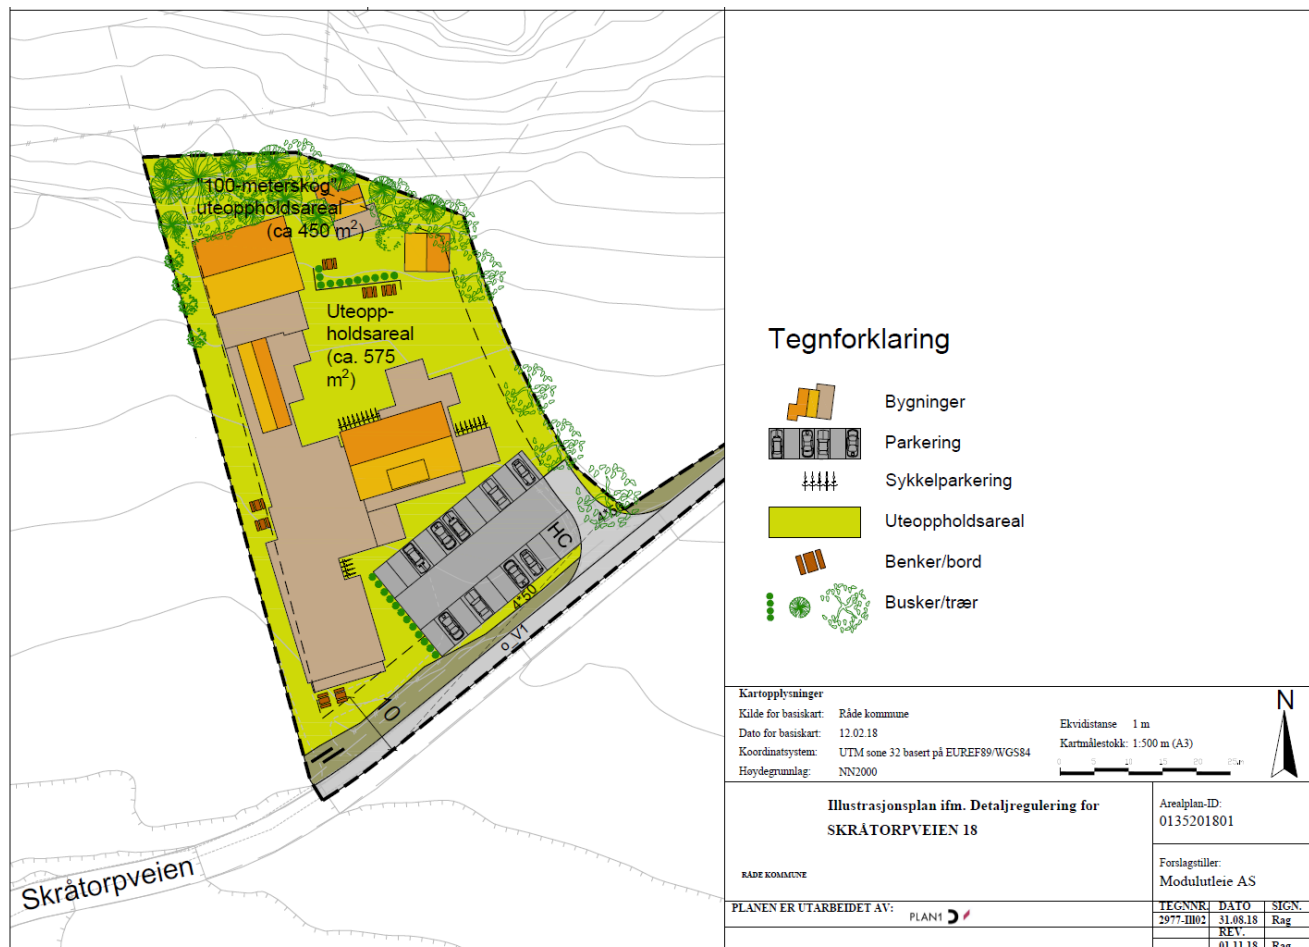 "100-meterskog"
uteoppholdsareal
(ca 450 m²)
Uteopp-
holdsareal
(ca. 575
m²)
HC
4*50
4*50
o_V1
10
Skråtorpveien
Tegnforklaring
Bygninger
Parkering
Sykkelparkering
Uteoppholdsareal
Benker/bord
Busker/trær
Kartopplysninger
Kilde for basiskart: Råde kommune
Dato for basiskart: 12.02.18
Koordinatsystem: UTM sone 32 basert på EUREF89/WGS84
Høydegrunnlag: NN2000
Ekvidistanse 1 m
Kartmålestokk: 1:500 m (A3)
0 5 10 15 20 25m
N
Illustrasjonsplan ifm. Detaljregulering for
SKRÅTORPVEIEN 18
RÅDE KOMMUNE
Arealplan-ID:
0135201801
Forslagstiller:
Modulutleie AS
PLANEN ER UTARBEIDET AV: PLAN1
TEGNNR. DATO SIGN.
2977-Ill02 31.08.18 Rag
REV.
01.11.18 Rag